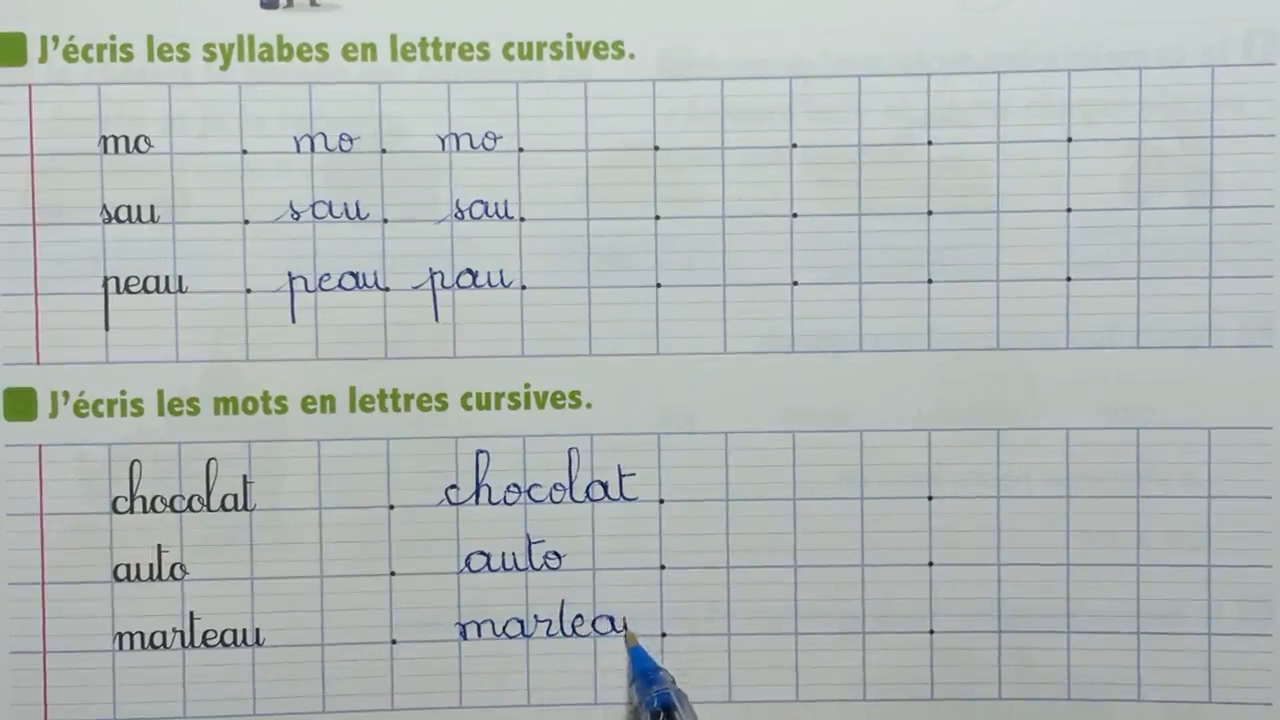 J'écris les syllabes en lettres cursives.
mo . mo . mo . . . . .
sau . sau . sau . . . . .
peau . peau . pau . . . . .
J'écris les mots en lettres cursives.
chocolat . chocolat . .
auto . auto . .
marteau . martea . .